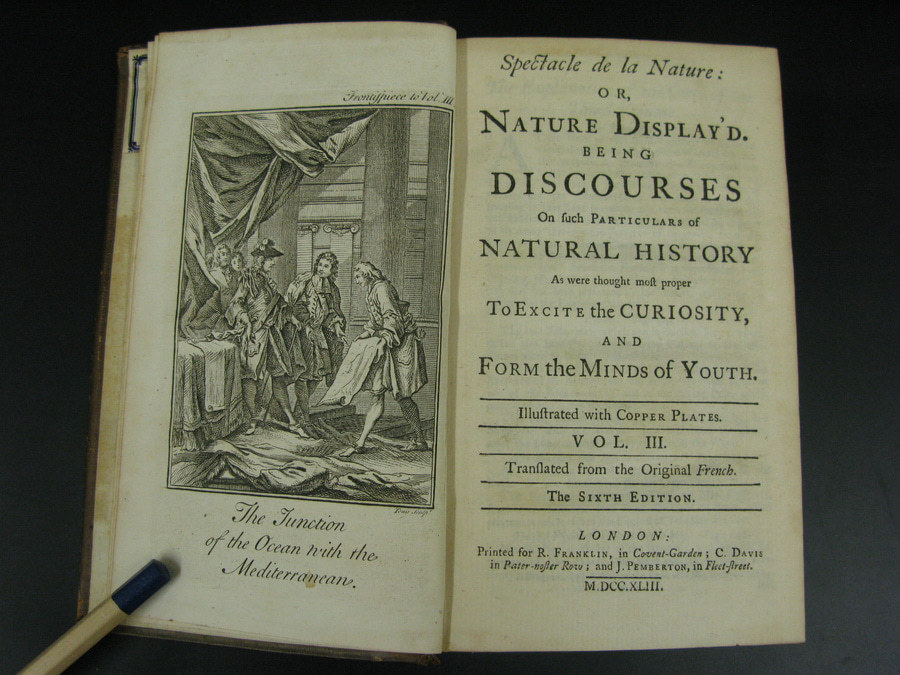 Frontispiece to Vol. III
The Junction
of the Ocean with the
Mediterranean.
Spectacle de la Nature:
OR,
NATURE DISPLAY'D.
BEING
DISCOURSES
On ſuch PARTICULARS of
NATURAL HISTORY
As were thought moſt proper
To EXCITE the CURIOSITY,
AND
FORM the MINDS of YOUTH.
Illuſtrated with COPPER PLATES.
VOL. III.
Tranſlated from the Original French.
The SIXTH EDITION.
LONDON:
Printed for R. FRANKLIN, in Covent-Garden; C. DAVIS
in Pater-noſter Row; and J. PEMBERTON, in Fleet-ſtreet.
M.DCC.XLIII.